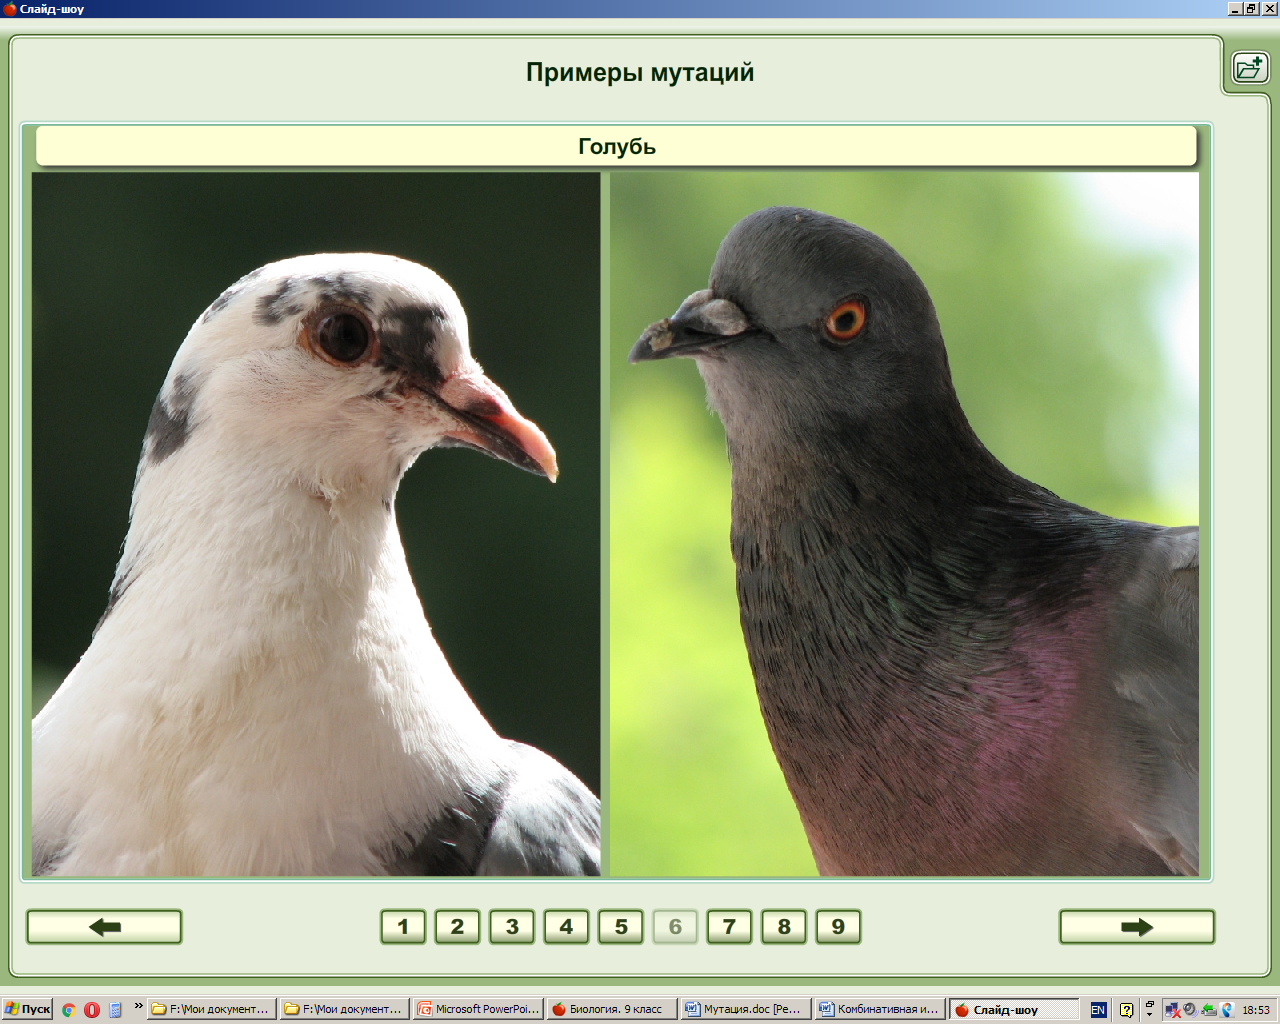 Слайд-шоу
Примеры мутаций
Голубь
1 2 3 4 5 6 7 8 9
Пуск
»
F:\Мои документ...
F:\Мои документ...
Microsoft PowerPoi...
Биология. 9 класс
Мутация.doc [Ре...
Комбинативная и...
Слайд-шоу
EN
18:53